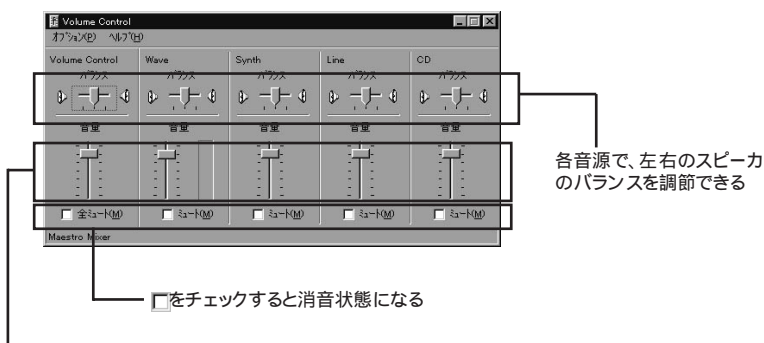 Volume Control
オプション(P) ヘルプ(H)
Volume Control Wave Synth Line CD
バランス バランス バランス バランス バランス
音量 音量 音量 音量 音量
全ミュート(M) ミュート(M) ミュート(M) ミュート(M) ミュート(M)
Maestro Mixer
各音源で、左右のスピーカ
のバランスを調節できる
をチェックすると消音状態になる